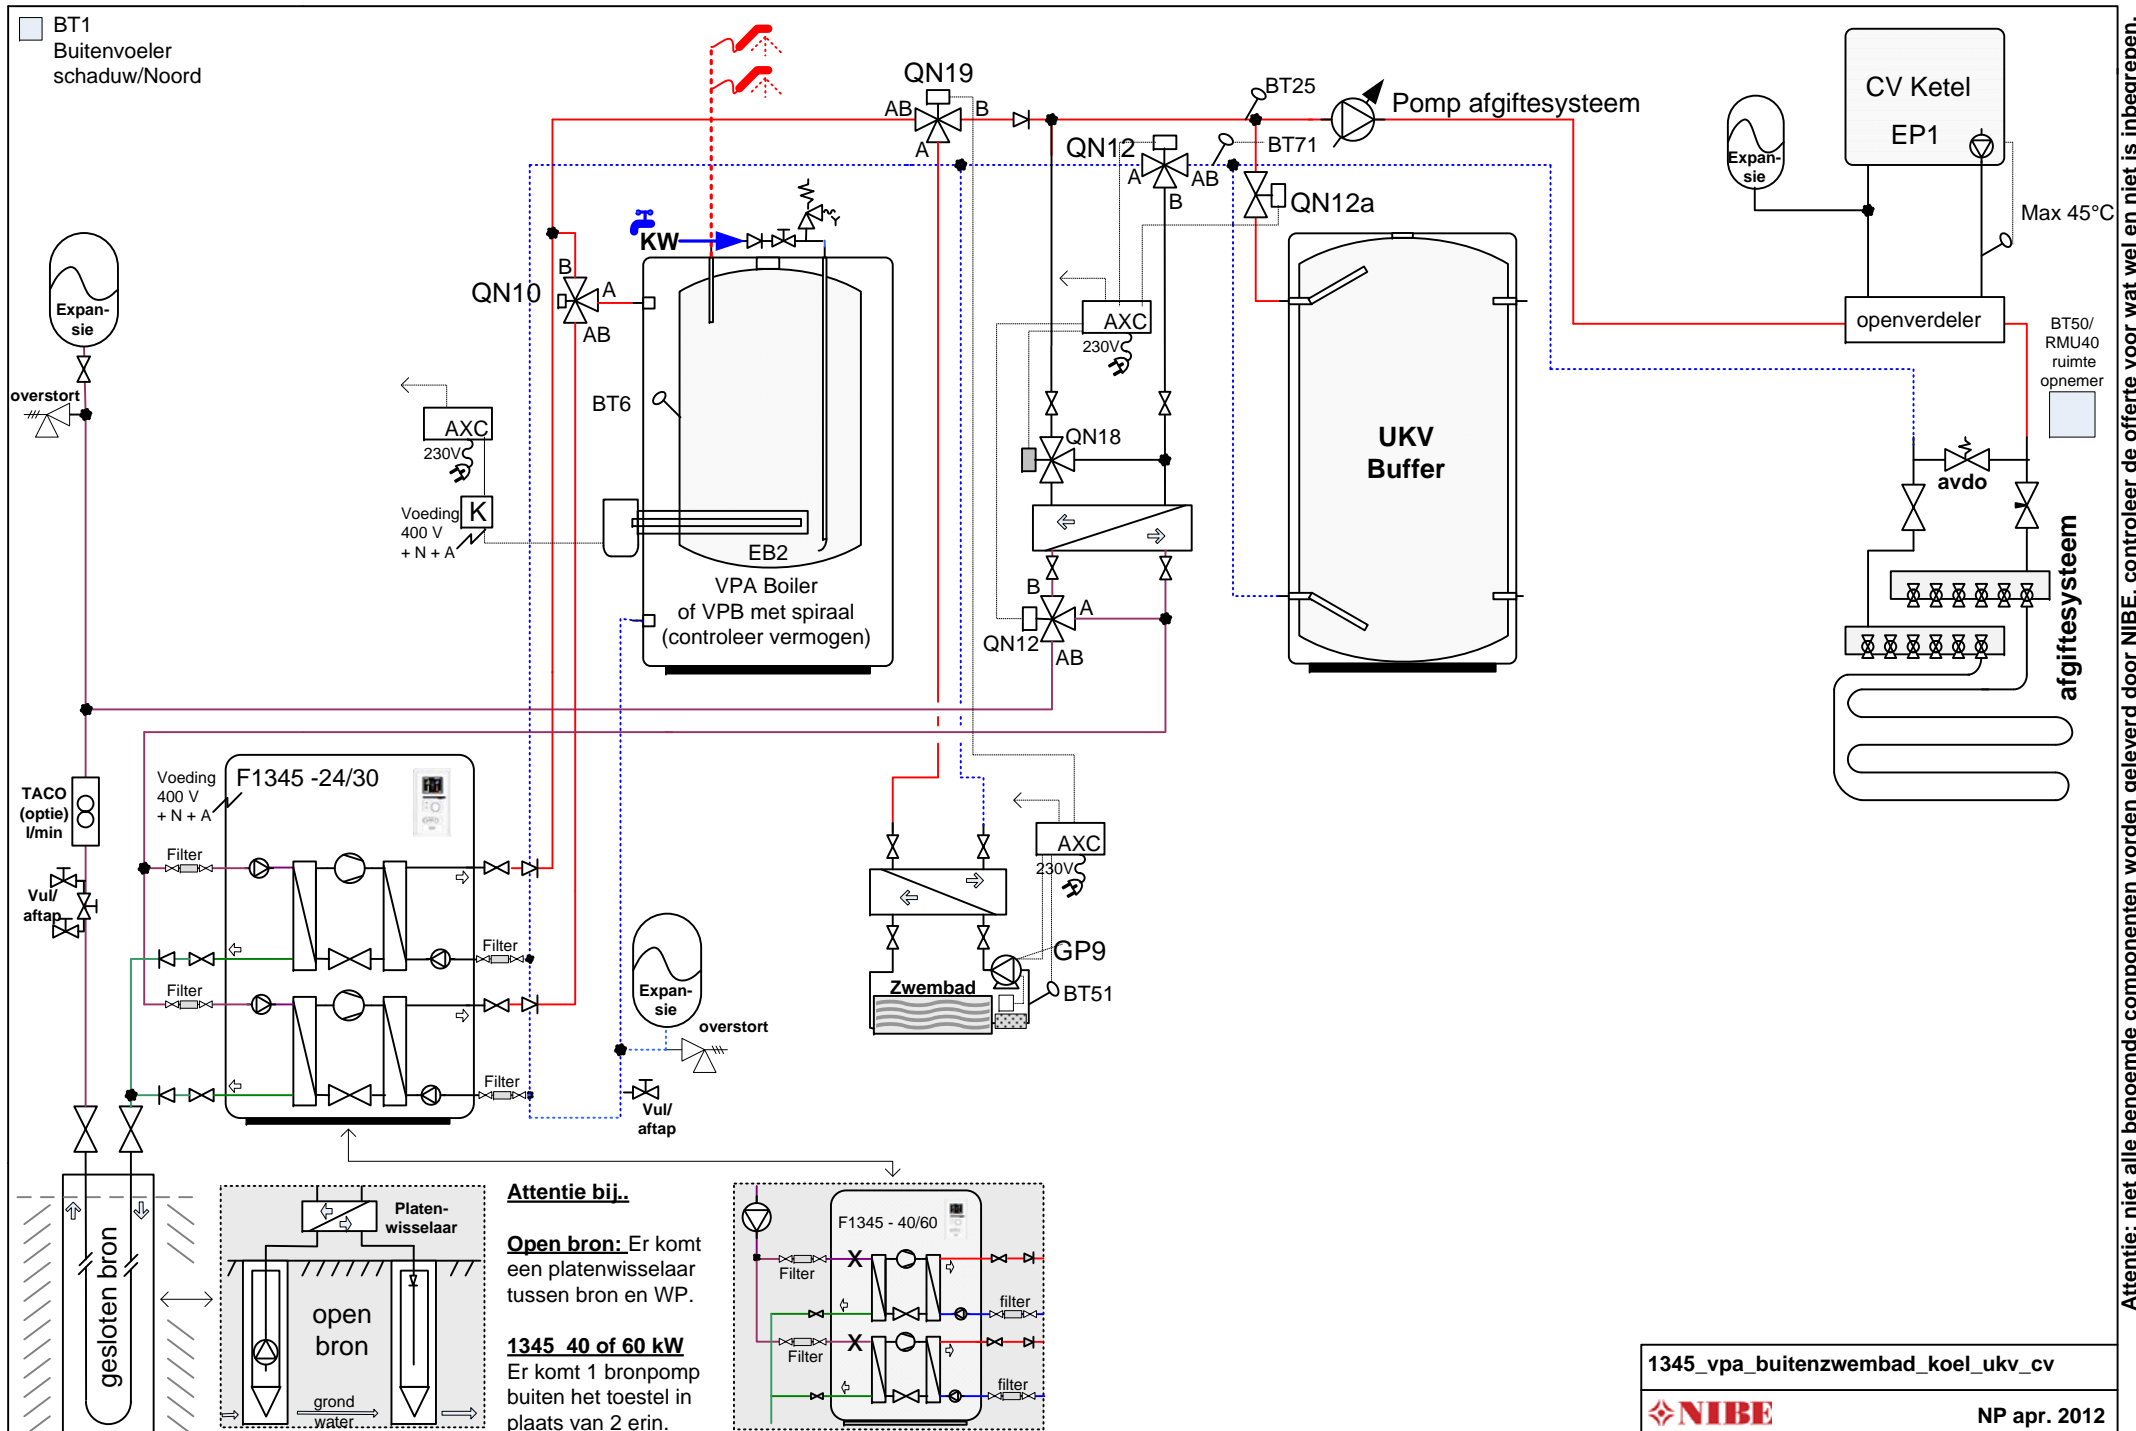 BT1
Buitenvoeler
schaduw/Noord
QN19
AB
B
A
BT25
Pomp afgiftesysteem
QN12
BT71
A
AB
B
QN12a
CV Ketel
EP1
Expan-
sie
Max 45°C
openverdeler
BT50/
RMU40
ruimte
opnemer
KW
B
QN10
A
AB
Expan-
sie
overstort
BT6
AXC
230V
Voeding
400 V
+ N + A
K
EB2
VPA Boiler
of VPB met spiraal
(controleer vermogen)
AXC
230V
QN18
B
A
QN12
AB
UKV
Buffer
avdo
afgiftesysteem
TACO
(optie)
l/min
Vul/
aftap
Voeding
400 V
+ N + A
F1345 -24/30
Filter
Filter
Filter
Filter
Expan-
sie
overstort
Vul/
aftap
AXC
230V
GP9
Zwembad
BT51
gesloten bron
Platen-
wisselaar
open
bron
grond
water
Attentie bij..
Open bron: Er komt
een platenwisselaar
tussen bron en WP.
1345 40 of 60 kW
Er komt 1 bronpomp
buiten het toestel in
plaats van 2 erin.
F1345 - 40/60
Filter
filter
Filter
filter
1345_vpa_buitenzwembad_koel_ukv_cv
NIBE
NP apr. 2012
Attentie: niet alle benoemde componenten worden geleverd door NIBE, controleer de offerte voor wat wel en niet is inbegrepen.